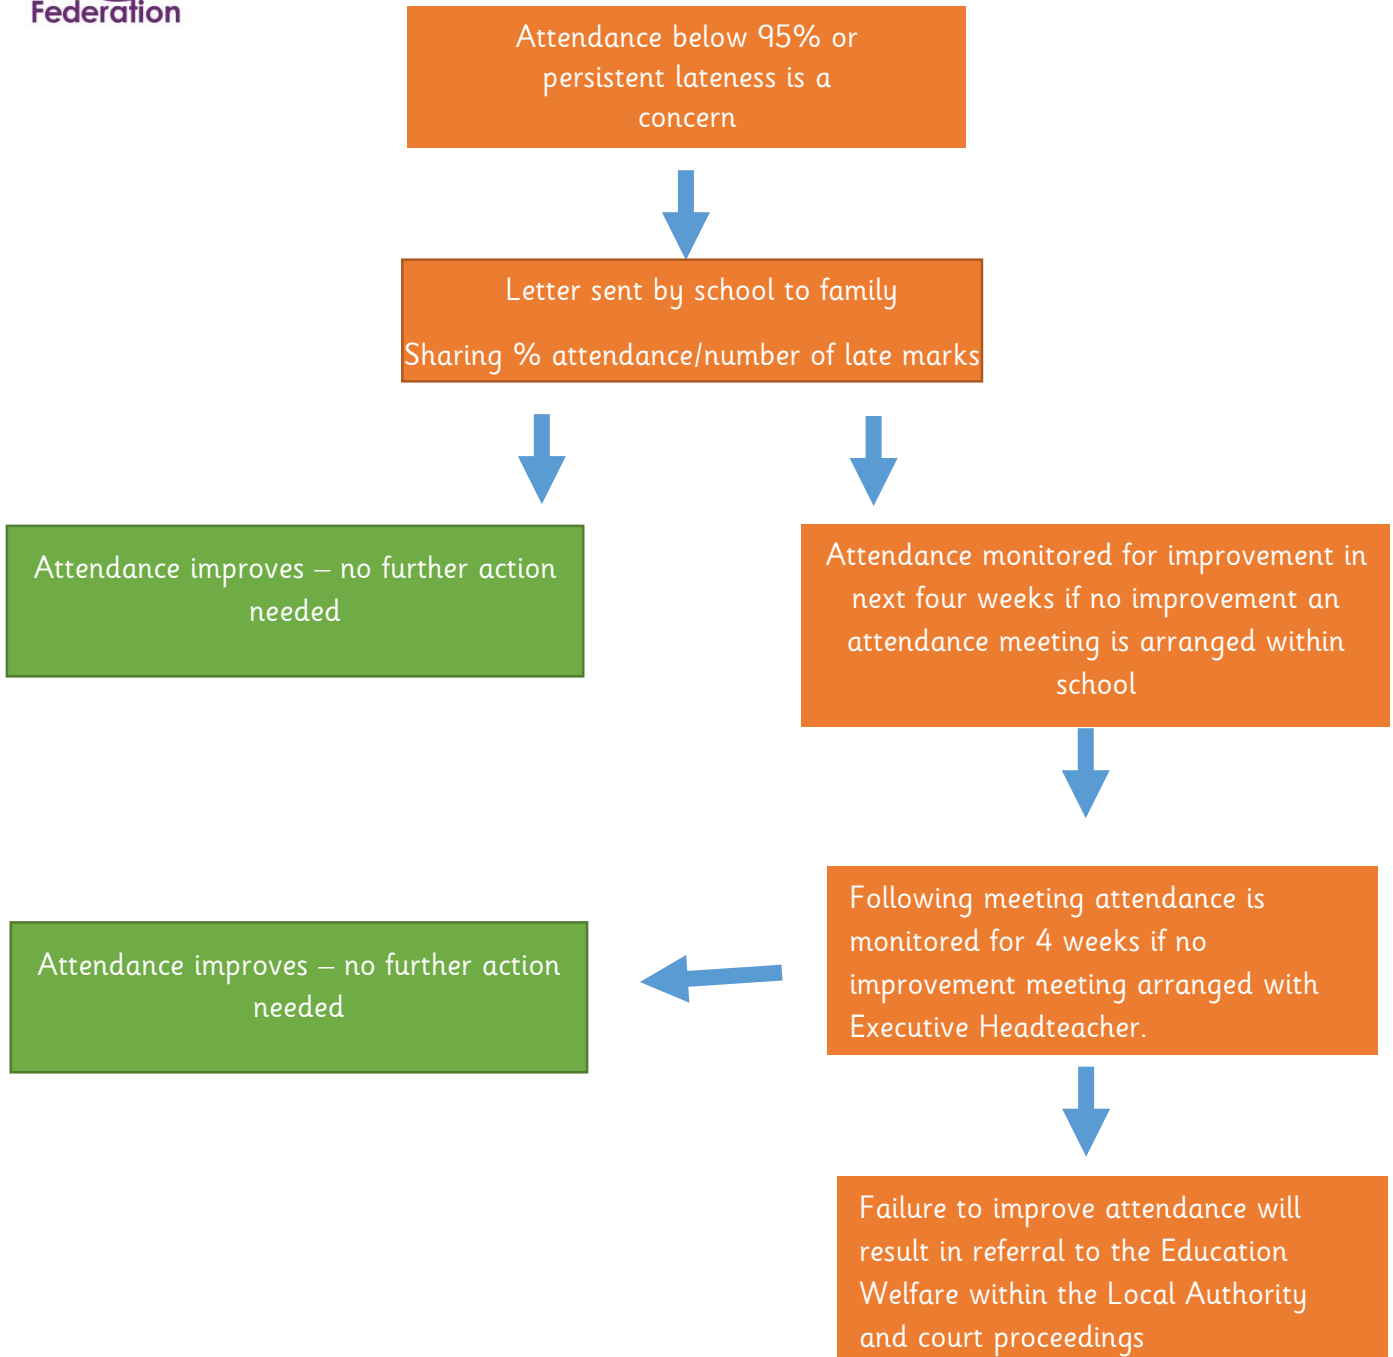 Federation
Attendance below 95% or
persistent lateness is a
concern
Letter sent by school to family
Sharing % attendance/number of late marks
Attendance improves – no further action
needed
Attendance monitored for improvement in
next four weeks if no improvement an
attendance meeting is arranged within
school
Attendance improves – no further action
needed
Following meeting attendance is
monitored for 4 weeks if no
improvement meeting arranged with
Executive Headteacher.
Failure to improve attendance will
result in referral to the Education
Welfare within the Local Authority
and court proceedings